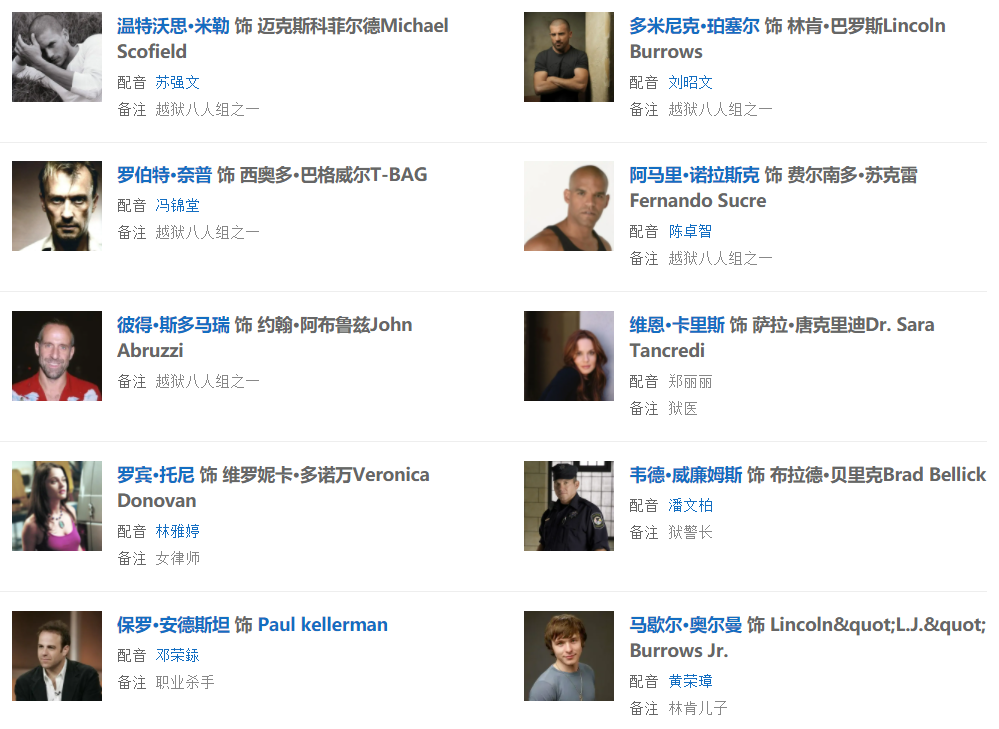 温特沃思•米勒 饰 迈克斯科菲尔德Michael
Scofield
配音 苏强文
备注 越狱八人组之一
多米尼克•珀塞尔 饰 林肯•巴罗斯Lincoln
Burrows
配音 刘昭文
备注 越狱八人组之一
罗伯特•奈普 饰 西奥多•巴格威尔T-BAG
配音 冯锦堂
备注 越狱八人组之一
阿马里•诺拉斯克 饰 费尔南多•苏克雷
Fernando Sucre
配音 陈卓智
备注 越狱八人组之一
彼得•斯多马瑞 饰 约翰•阿布鲁兹John
Abruzzi
备注 越狱八人组之一
维恩•卡里斯 饰 萨拉•唐克里迪Dr. Sara
Tancredi
配音 郑丽丽
备注 狱医
罗宾•托尼 饰 维罗妮卡•多诺万Veronica
Donovan
配音 林雅婷
备注 女律师
韦德•威廉姆斯 饰 布拉德•贝里克Brad Bellick
配音 潘文柏
备注 狱警长
保罗•安德斯坦 饰 Paul kellerman
配音 邓荣銾
备注 职业杀手
马歇尔•奥尔曼 饰 Lincoln&quot;L.J.&quot;
Burrows Jr.
配音 黄荣璋
备注 林肯儿子